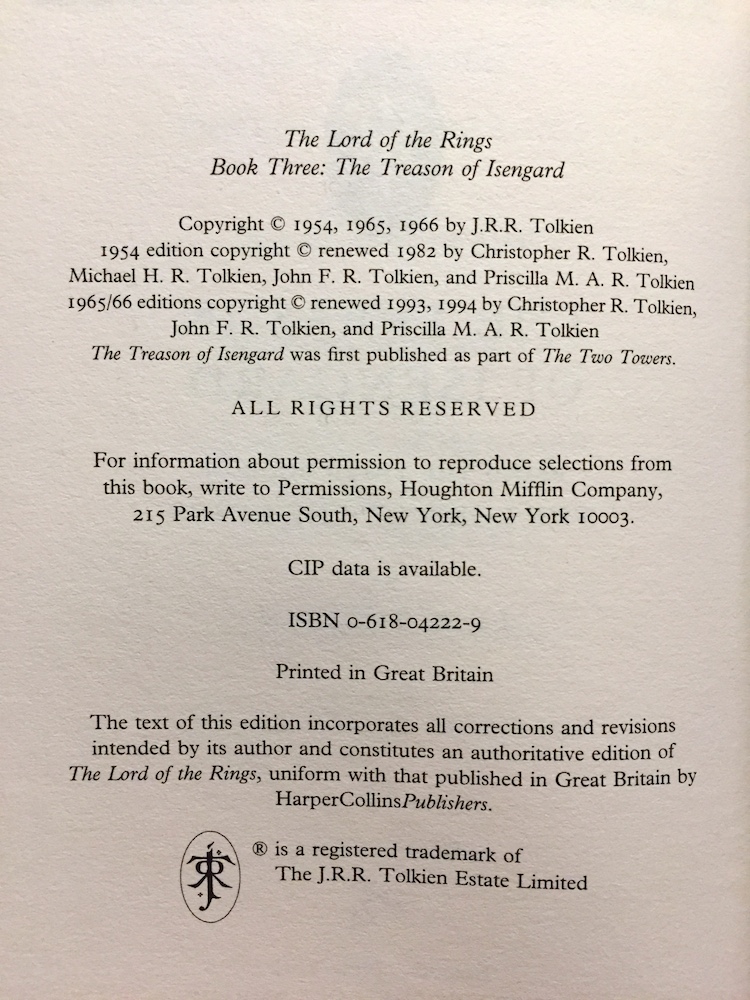 The Lord of the Rings
Book Three: The Treason of Isengard
Copyright © 1954, 1965, 1966 by J.R.R. Tolkien
1954 edition copyright © renewed 1982 by Christopher R. Tolkien,
Michael H. R. Tolkien, John F. R. Tolkien, and Priscilla M. A. R. Tolkien
1965/66 editions copyright © renewed 1993, 1994 by Christopher R. Tolkien,
John F. R. Tolkien, and Priscilla M. A. R. Tolkien
The Treason of Isengard was first published as part of The Two Towers.
ALL RIGHTS RESERVED
For information about permission to reproduce selections from
this book, write to Permissions, Houghton Mifflin Company,
215 Park Avenue South, New York, New York 10003.
CIP data is available.
ISBN 0-618-04222-9
Printed in Great Britain
The text of this edition incorporates all corrections and revisions
intended by its author and constitutes an authoritative edition of
The Lord of the Rings, uniform with that published in Great Britain by
HarperCollinsPublishers.
® is a registered trademark of
The J.R.R. Tolkien Estate Limited